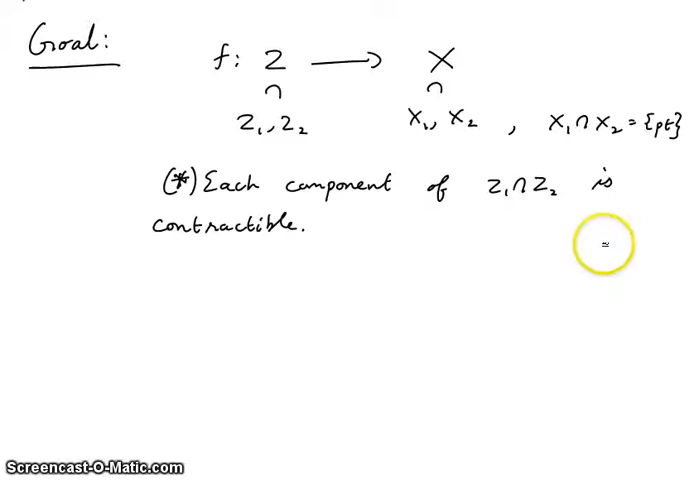 Goal:
f: Z ⟶ X
∩ ∩
Z₁, Z₂ X₁, X₂ , X₁ ∩ X₂ = {pt}
(*) Each component of Z₁ ∩ Z₂ is
contractible.
Screencast-O-Matic.com